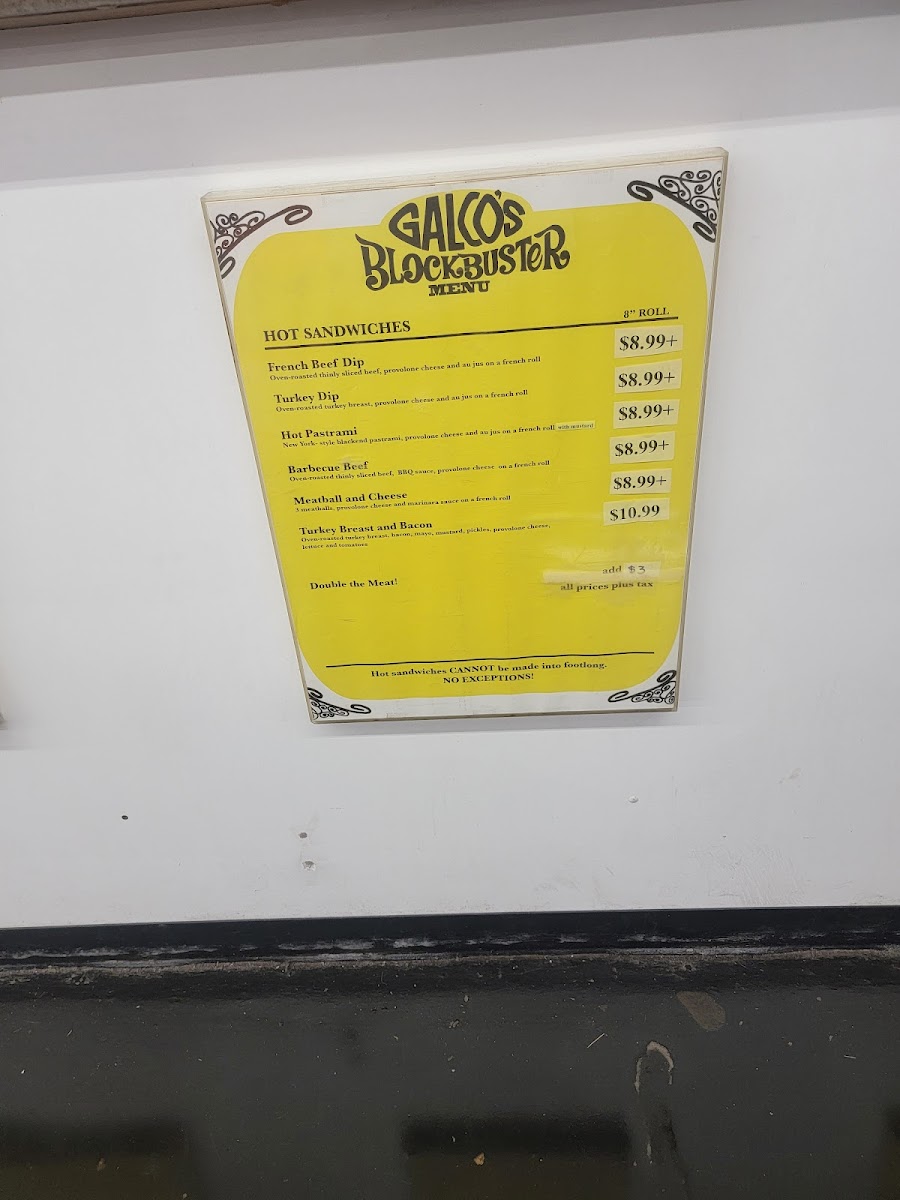 GALCO'S
BLOCKBUSTER
MENU
HOT SANDWICHES 8" ROLL
French Beef Dip $8.99+
Oven-roasted thinly sliced beef, provolone cheese and au jus on a french roll
Turkey Dip $8.99+
Oven-roasted turkey breast, provolone cheese and au jus on a french roll
Hot Pastrami $8.99+
New York- style blackend pastrami, provolone cheese and au jus on a french roll with mustard
Barbecue Beef $8.99+
Oven-roasted thinly sliced beef, BBQ sauce, provolone cheese on a french roll
Meatball and Cheese $8.99+
3 meatballs, provolone cheese and marinara sauce on a french roll
Turkey Breast and Bacon $10.99
Oven-roasted turkey breast, bacon, mayo, mustard, pickles, provolone cheese,
lettuce and tomatoes
Double the Meat! add $3
all prices plus tax
Hot sandwiches CANNOT be made into footlong.
NO EXCEPTIONS!